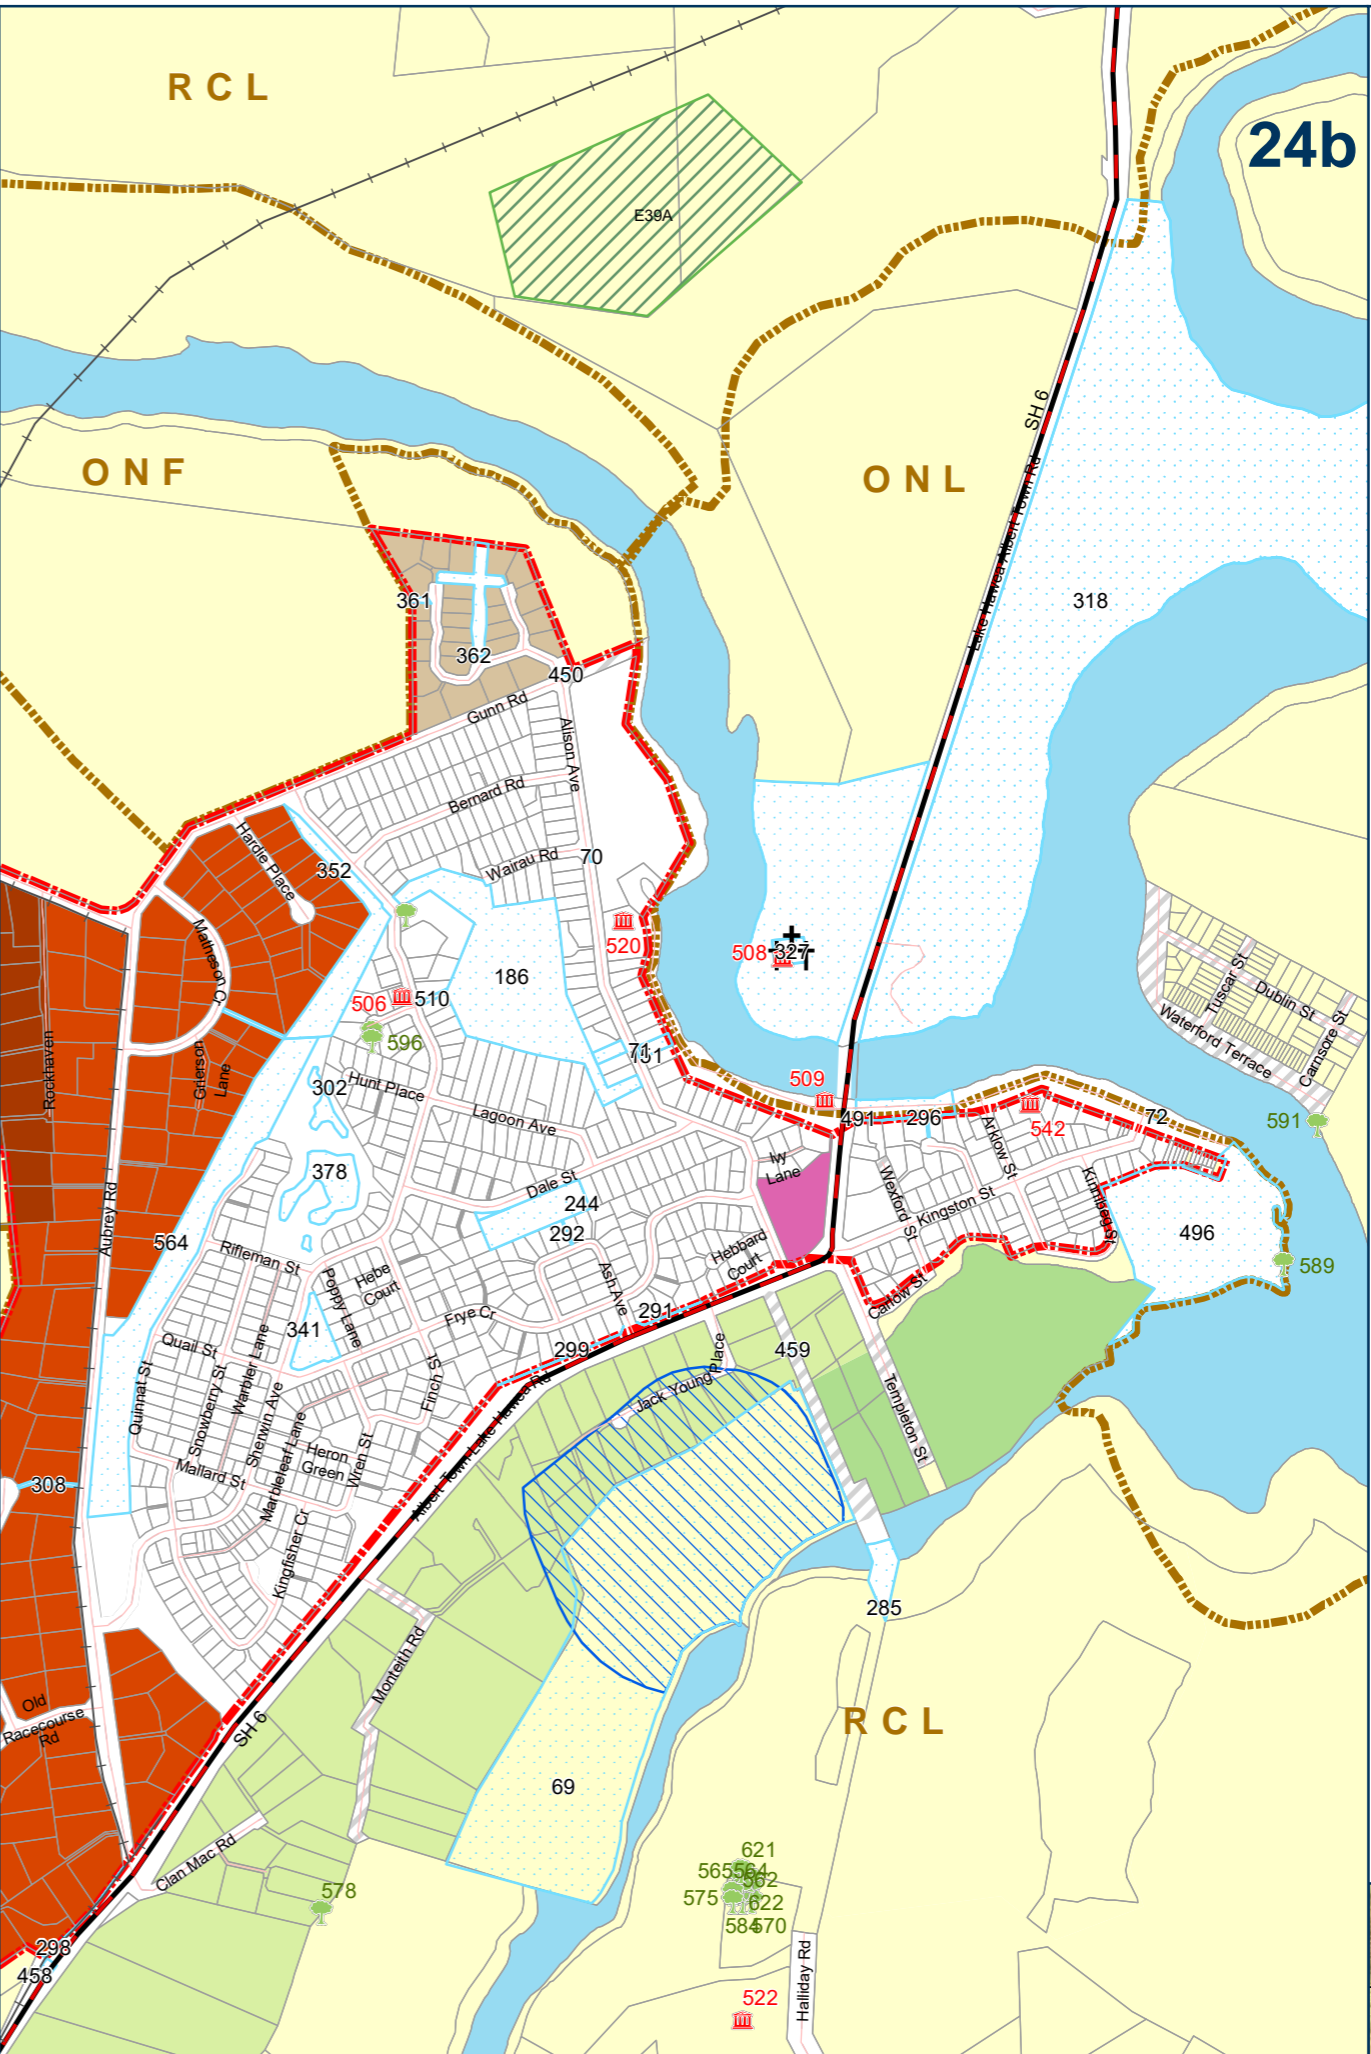 RCL
24b
E39A
SH 6
ONF
ONL
Lake Hawea-Albert Town Rd
318
361
362
450
Gunn Rd
Alison Ave
Bernard Rd
Hardie Place
352
Wairau Rd
70
Matheson Cr
520
508
327
186
506
510
596
Tuscar St
Dublin St
Carnsore St
Waterford Terrace
Rockhaven
Grierson
Lane
71
302
Hunt Place
Lagoon Ave
509
491
296
542
72
591
Arklow St
378
Ivy
Lane
Dale St
244
Wexford St
Kingston St
Kinnibeg St
Aubrey Rd
564
292
496
Rifleman St
Hebbard
Court
589
Hebe
Court
Poppy Lane
Ash Ave
291
Carlow St
341
Frye Cr
299
459
Quail St
Warbler Lane
Quinnat St
Snowberry St
Sherwin Ave
Finch St
Jack Young Place
Templeton St
Mallard St
Marbleleaf Lane
Heron
Green
Wren St
Albert Town-Lake Hawea Rd
308
Kingfisher Cr
285
Monteith Rd
Old
Racecourse
Rd
SH 6
RCL
69
Clan Mac Rd
621
565
564
562
575
622
584
570
578
298
458
Halliday Rd
522